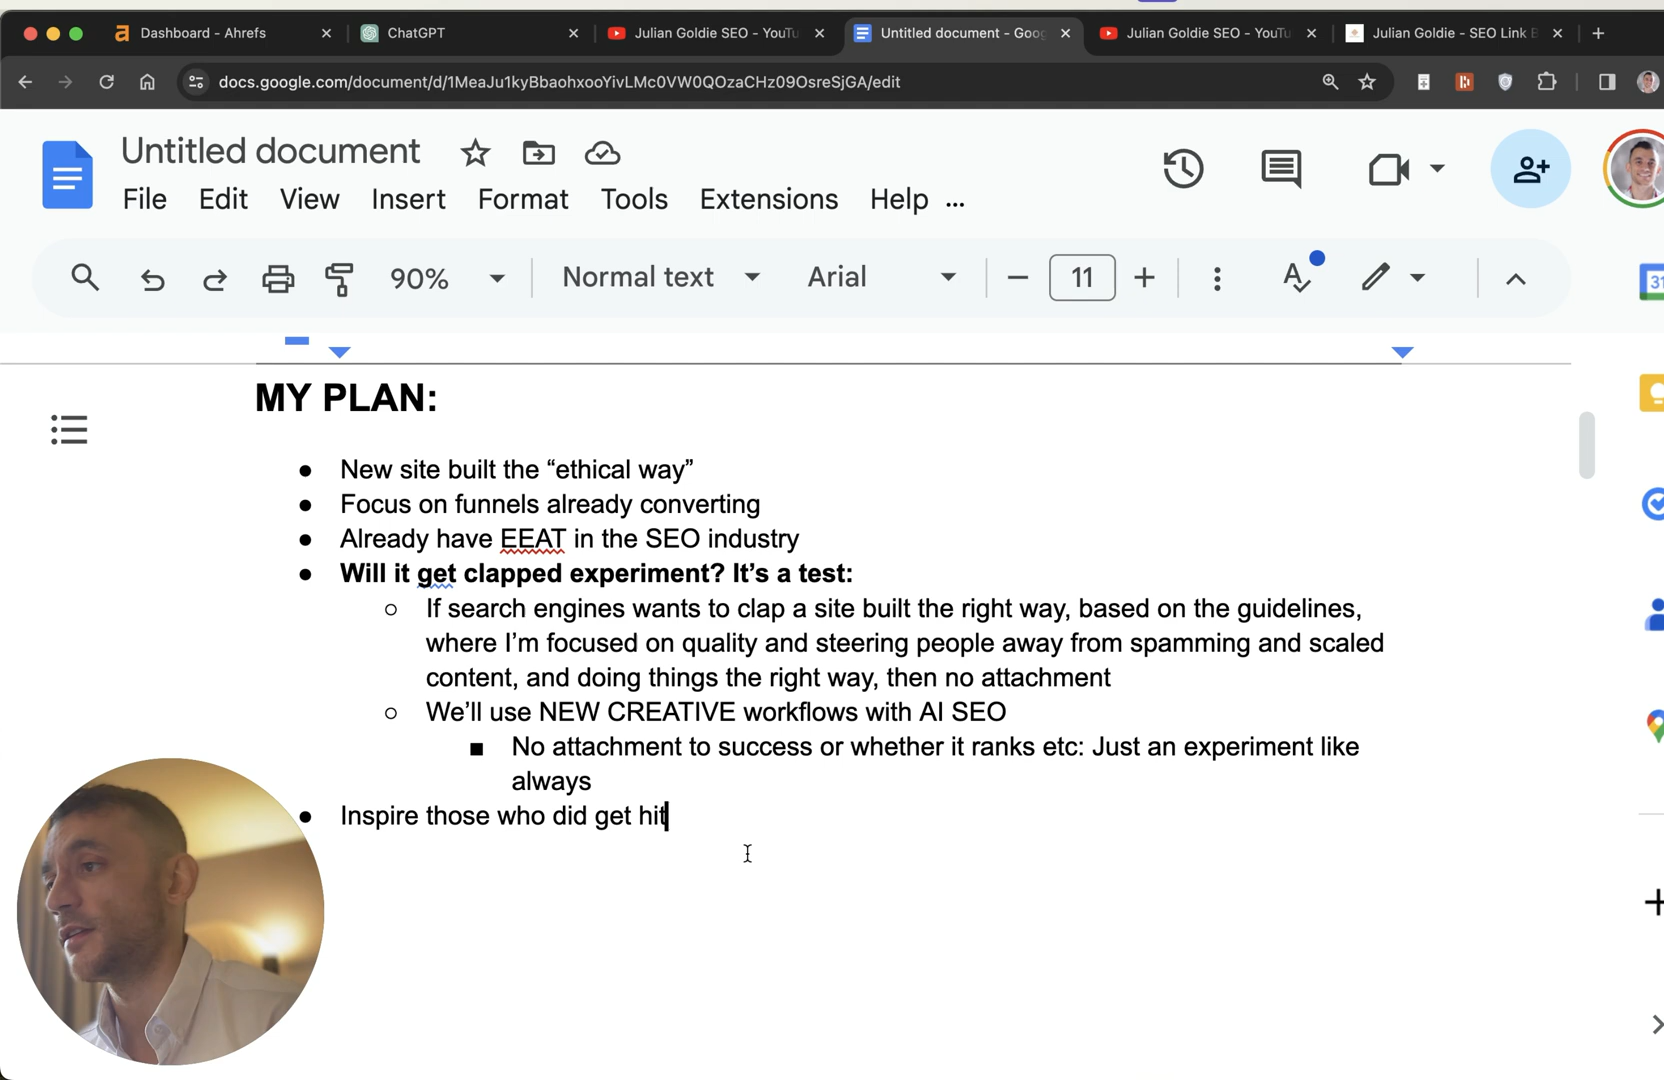 Dashboard - Ahrefs
ChatGPT
Julian Goldie SEO - YouTu
Untitled document - Goog
Julian Goldie SEO - YouTu
Julian Goldie - SEO Link B
docs.google.com/document/d/1MeaJu1kyBbaohxooYivLMc0VW0QOzaCHz09OsreSjGA/edit
Untitled document
File Edit View Insert Format Tools Extensions Help ...
90% Normal text Arial 11
31
MY PLAN:
● New site built the “ethical way”
● Focus on funnels already converting
● Already have EEAT in the SEO industry
● Will it get clapped experiment? It’s a test:
○ If search engines wants to clap a site built the right way, based on the guidelines,
where I’m focused on quality and steering people away from spamming and scaled
content, and doing things the right way, then no attachment
○ We’ll use NEW CREATIVE workflows with AI SEO
■ No attachment to success or whether it ranks etc: Just an experiment like
always
● Inspire those who did get hit